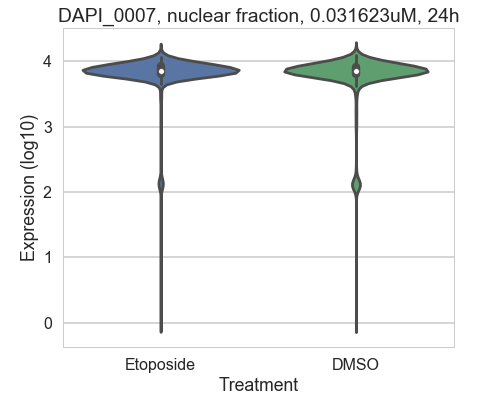 DAPI_0007, nuclear fraction, 0.031623uM, 24h
4
3
2
1
0
Expression (log10)
Etoposide DMSO
Treatment